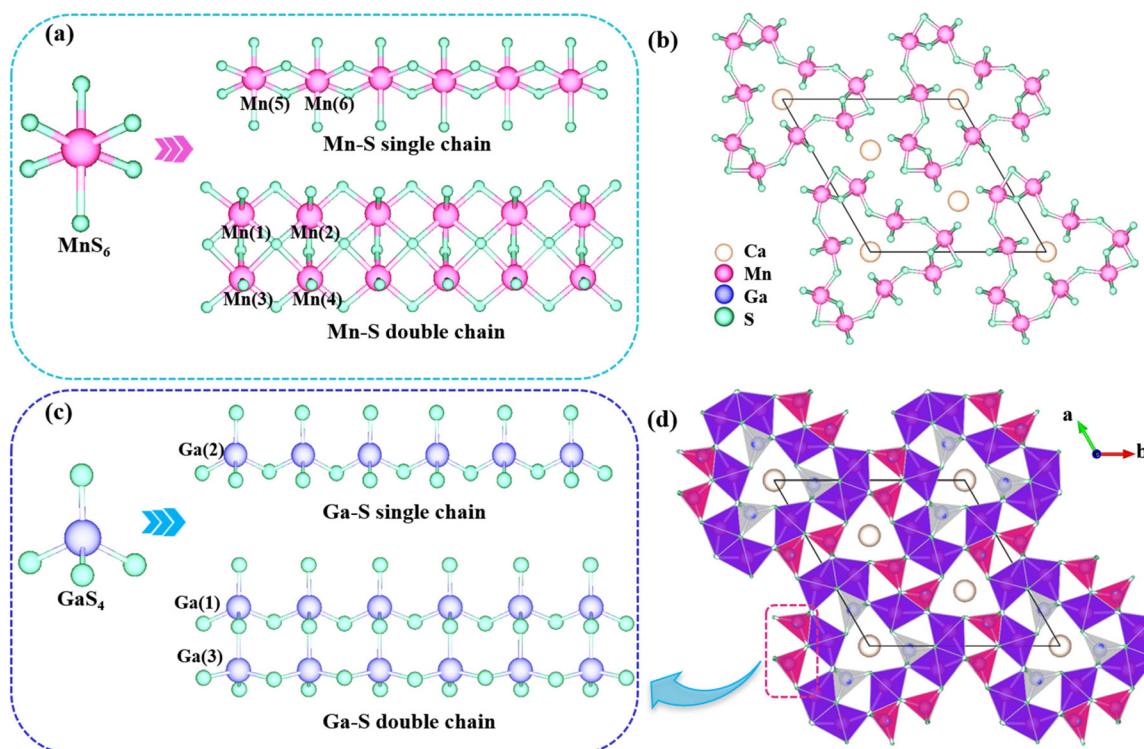 (a)
Mn(5) Mn(6)
Mn-S single chain
MnS6
Mn(1) Mn(2)
Mn(3) Mn(4)
Mn-S double chain
(b)
Ca
Mn
Ga
S
(c)
Ga(2)
Ga-S single chain
GaS4
Ga(1)
Ga(3)
Ga-S double chain
(d)
a
b